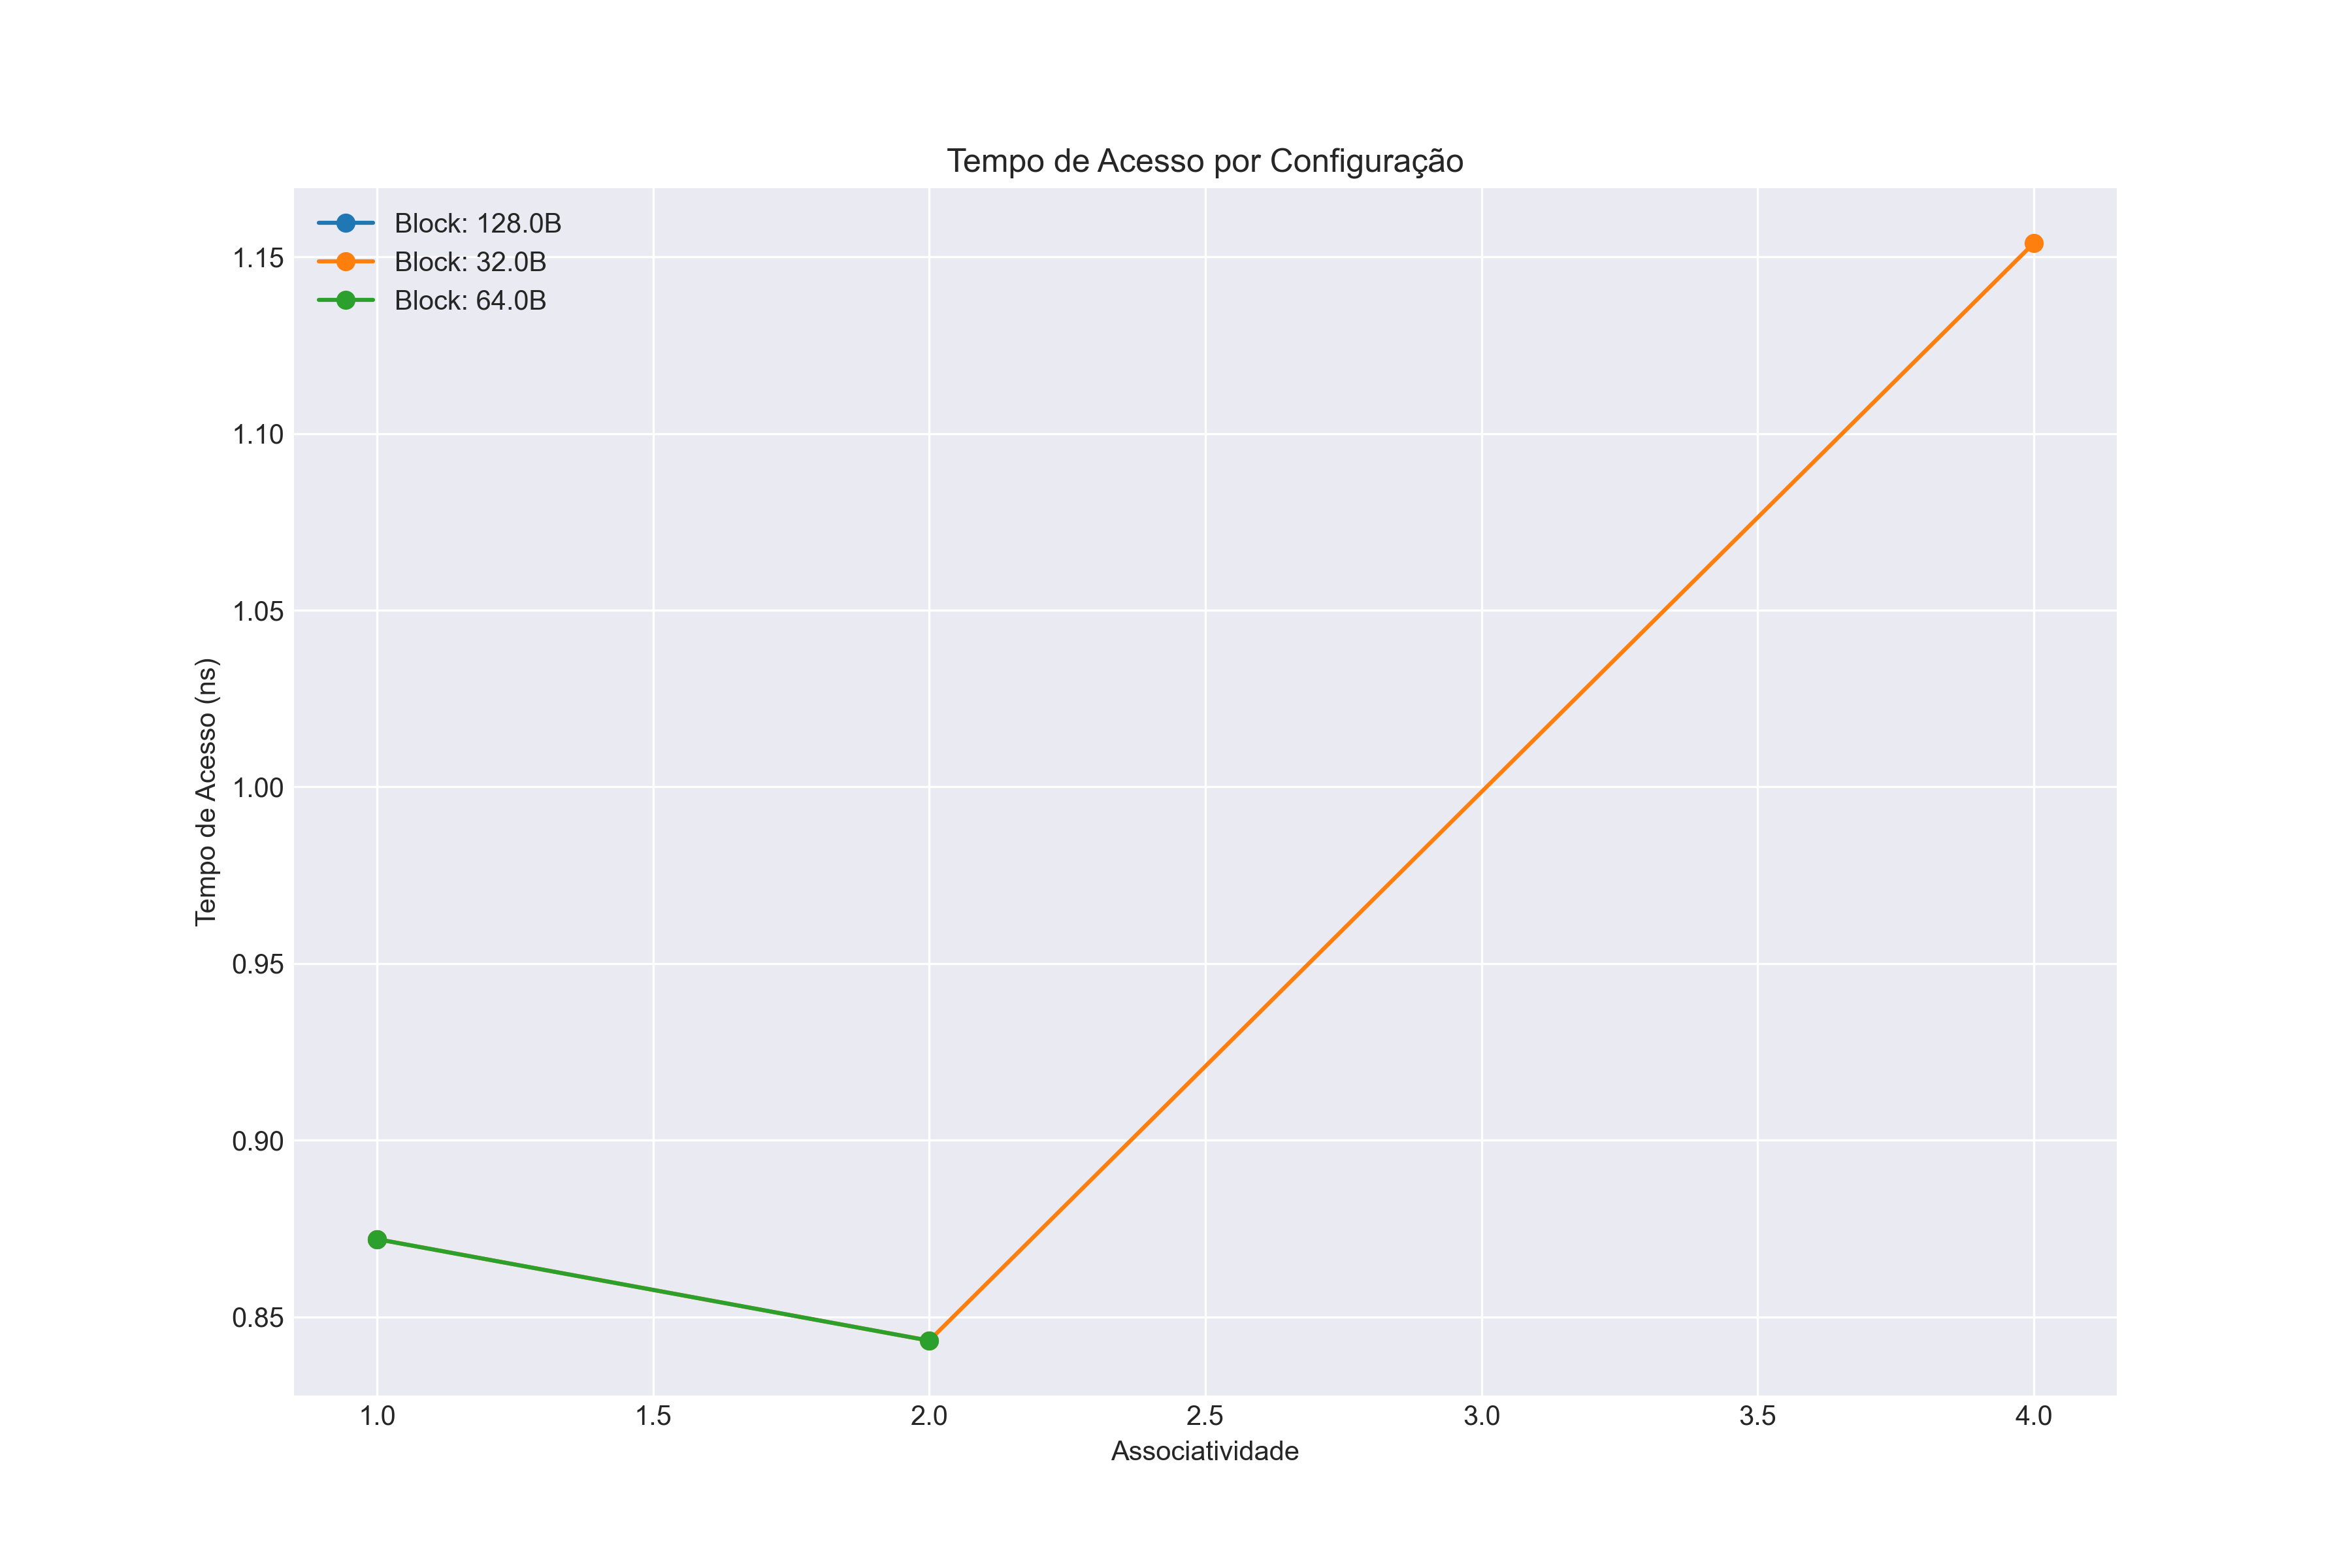 Tempo de Acesso por Configuração
Block: 128.0B
Block: 32.0B
Block: 64.0B
1.15
1.10
1.05
1.00
0.95
0.90
0.85
Tempo de Acesso (ns)
1.0 1.5 2.0 2.5 3.0 3.5 4.0
Associatividade